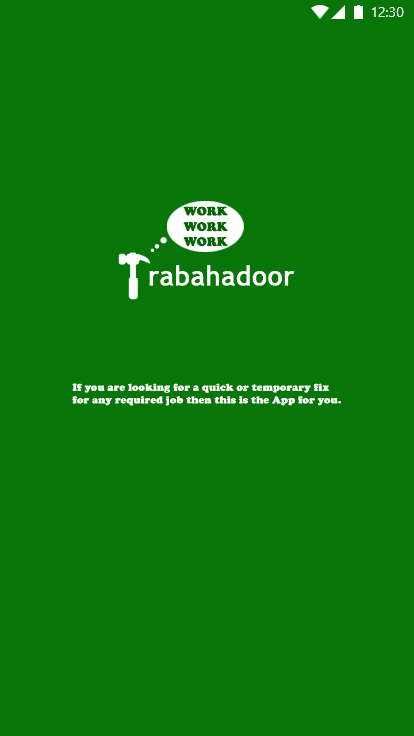 12:30
WORK
WORK
WORK
rabahadoor
If you are looking for a quick or temporary fix
for any required job then this is the App for you.